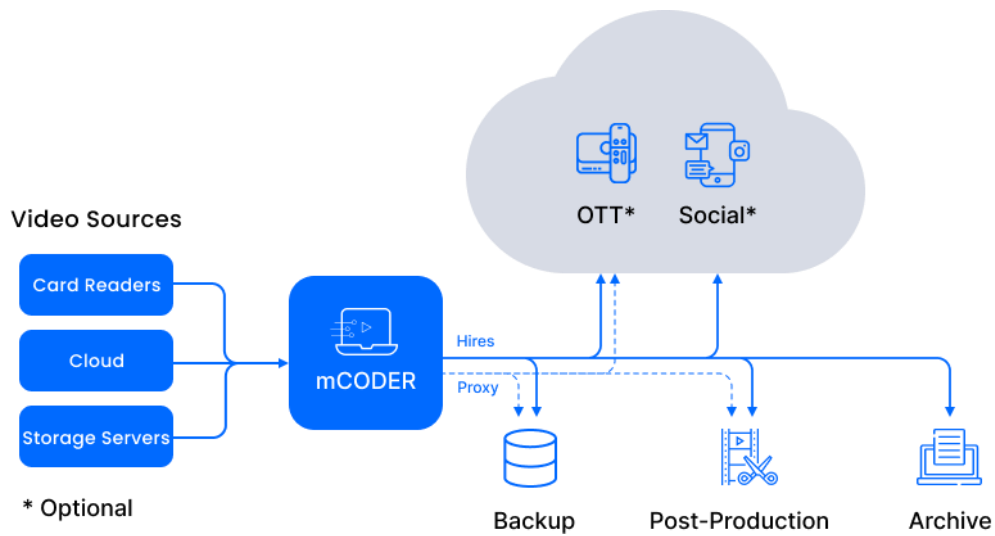 OTT*
Social*
Video Sources
Card Readers
Cloud
Storage Servers
mCODER
Hires
Proxy
* Optional
Backup
Post-Production
Archive